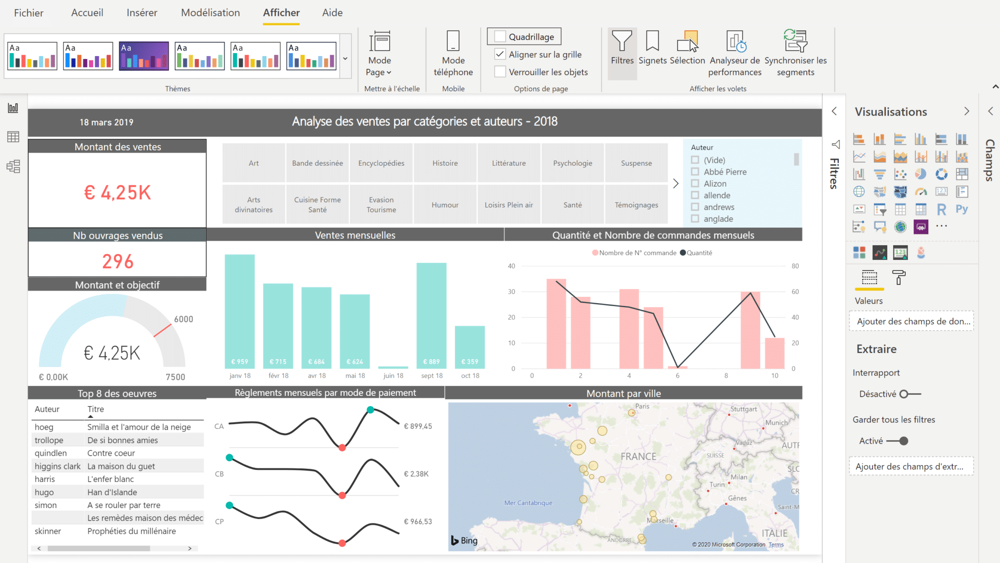 Fichier Accueil Insérer Modélisation Afficher Aide
Aa Aa Aa Aa Aa Aa
Thèmes
Mode
Page
Mettre à l'échelle
Mode
téléphone
Mobile
Quadrillage
Aligner sur la grille
Verrouiller les objets
Options de page
Filtres
Signets
Sélection
Analyseur de
performances
Synchroniser les
segments
Afficher les volets
18 mars 2019
Analyse des ventes par catégories et auteurs - 2018
Montant des ventes
€ 4,25K
Nb ouvrages vendus
296
Montant et objectif
6000
€ 4,25K
€ 0,00K
7500
Art
Bande dessinée
Encyclopédies
Histoire
Littérature
Psychologie
Suspense
Arts
divinatoires
Cuisine Forme
Santé
Evasion
Tourisme
Humour
Loisirs Plein air
Santé
Témoignages
Auteur
(Vide)
Abbé Pierre
Alizon
allende
andrews
anglade
Ventes mensuelles
€ 959 € 715 € 684 € 624 € 889 € 359
janv 18 févr 18 avr 18 mai 18 juin 18 sept 18 oct 18
Quantité et Nombre de commandes mensuels
Nombre de N° commande Quantité
40 80
30 60
20 40
10 20
0 0
0 2 4 6 8 10
Top 8 des oeuvres
Auteur Titre
hoeg Smilla et l'amour de la neige
trollope De si bonnes amies
quindlen Contre coeur
higgins clark La maison du guet
harris L'enfer blanc
hugo Han d'Islande
simon A se rouler par terre
Les remèdes maison des médec
skinner Prophéties du millénaire
Règlements mensuels par mode de paiement
CA € 899,45
CB € 2,38K
CP € 966,53
Montant par ville
Paris
Stuttgart
Munich
Vaduz
AUTR
SUISSE
FRANCE
SLO
Milan
Turin
CR
Gênes
Mer Cantabrique
Saint-M
Marseille
ITALIE
ANDORRE
Bing
© 2020 Microsoft Corporation Terms
Filtres
Visualisations
123
R
Py
...
123
Valeurs
Ajouter des champs de don...
Extraire
Interrapport
Désactivé
Garder tous les filtres
Activé
Ajouter des champs d'extr...
Champs